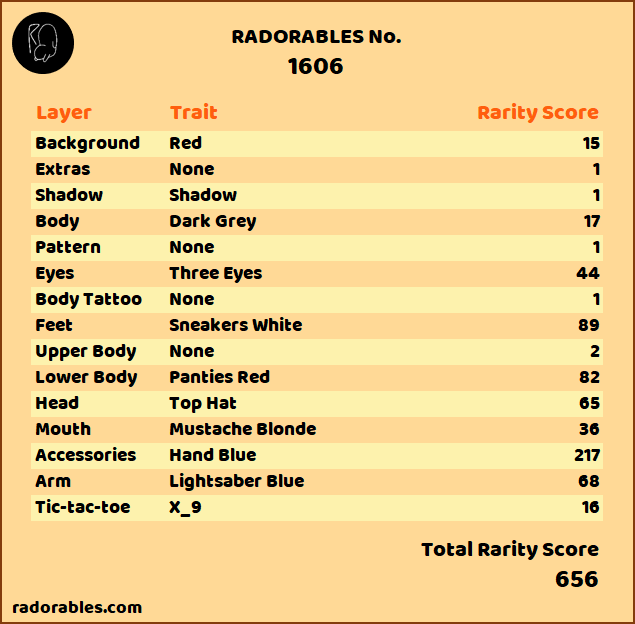 RADORABLES No.
1606
Layer Trait Rarity Score
Background Red 15
Extras None 1
Shadow Shadow 1
Body Dark Grey 17
Pattern None 1
Eyes Three Eyes 44
Body Tattoo None 1
Feet Sneakers White 89
Upper Body None 2
Lower Body Panties Red 82
Head Top Hat 65
Mouth Mustache Blonde 36
Accessories Hand Blue 217
Arm Lightsaber Blue 68
Tic-tac-toe X_9 16
Total Rarity Score
656
radorables.com